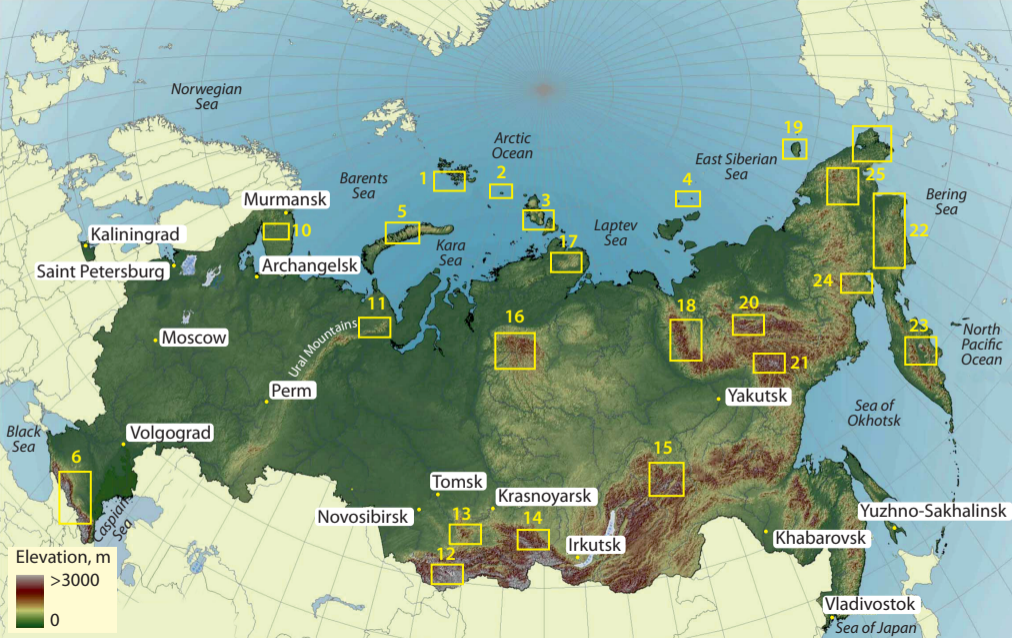 Norwegian
Sea
Arctic
Ocean
19
East Siberian
Sea
25
Barents
Sea
1
2
4
Bering
Sea
Murmansk
3
5
Laptev
Sea
Kaliningrad
10
Kara
Sea
17
22
Saint Petersburg
Archangelsk
24
11
16
18
20
23
North
Pacific
Ocean
Moscow
Ural Mountains
21
Perm
Yakutsk
Sea of
Okhotsk
Black
Sea
Volgograd
6
15
Tomsk
Krasnoyarsk
Caspian
Sea
Novosibirsk
13
14
Yuzhno-Sakhalinsk
Irkutsk
Khabarovsk
12
Elevation, m
>3000
0
Vladivostok
Sea of Japan